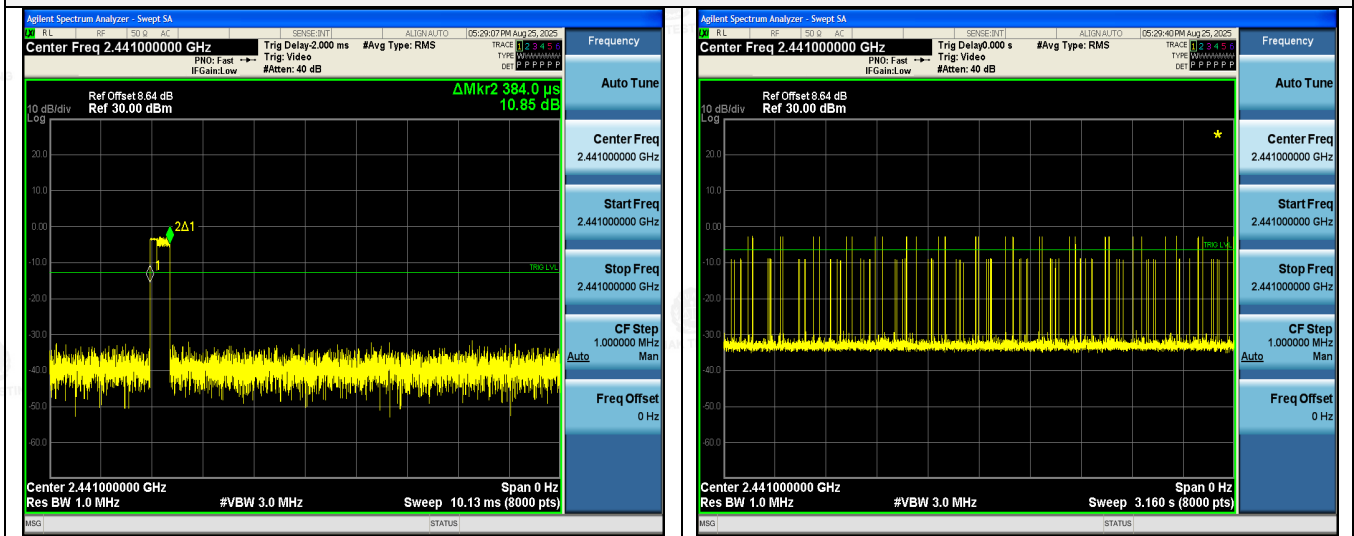 Agilent Spectrum Analyzer - Swept SA
RL RF 50 Ω AC SENSE:INT ALIGN AUTO 05:29:07 PM Aug 25, 2025
Center Freq 2.441000000 GHz
PNO: Fast
IFGain:Low
Trig Delay-2.000 ms
Trig: Video
#Atten: 40 dB
#Avg Type: RMS
TRACE 1 2 3 4 5 6
TYPE
DET P P P P P P
ΔMkr2 384.0 µs
10.85 dB
Ref Offset 8.64 dB
10 dB/div Ref 30.00 dBm
Log
20.0
10.0
0.00
-10.0
-20.0
-30.0
-40.0
-50.0
-60.0
2Δ1
1
TRIG LVL
Center 2.441000000 GHz Span 0 Hz
Res BW 1.0 MHz #VBW 3.0 MHz Sweep 10.13 ms (8000 pts)
MSG STATUS
Frequency
Auto Tune
Center Freq
2.441000000 GHz
Start Freq
2.441000000 GHz
Stop Freq
2.441000000 GHz
CF Step
1.000000 MHz
Auto Man
Freq Offset
0 Hz
Agilent Spectrum Analyzer - Swept SA
RL RF 50 Ω AC SENSE:INT ALIGN AUTO 05:29:40 PM Aug 25, 2025
Center Freq 2.441000000 GHz
PNO: Fast
IFGain:Low
Trig Delay0.000 s
Trig: Video
#Atten: 40 dB
#Avg Type: RMS
TRACE 1 2 3 4 5 6
TYPE
DET P P P P P P
Ref Offset 8.64 dB
10 dB/div Ref 30.00 dBm
Log
20.0
10.0
0.00
-10.0
-20.0
-30.0
-40.0
-50.0
-60.0
*
TRIG LVL
Center 2.441000000 GHz Span 0 Hz
Res BW 1.0 MHz #VBW 3.0 MHz Sweep 3.160 s (8000 pts)
MSG STATUS
Frequency
Auto Tune
Center Freq
2.441000000 GHz
Start Freq
2.441000000 GHz
Stop Freq
2.441000000 GHz
CF Step
1.000000 MHz
Auto Man
Freq Offset
0 Hz